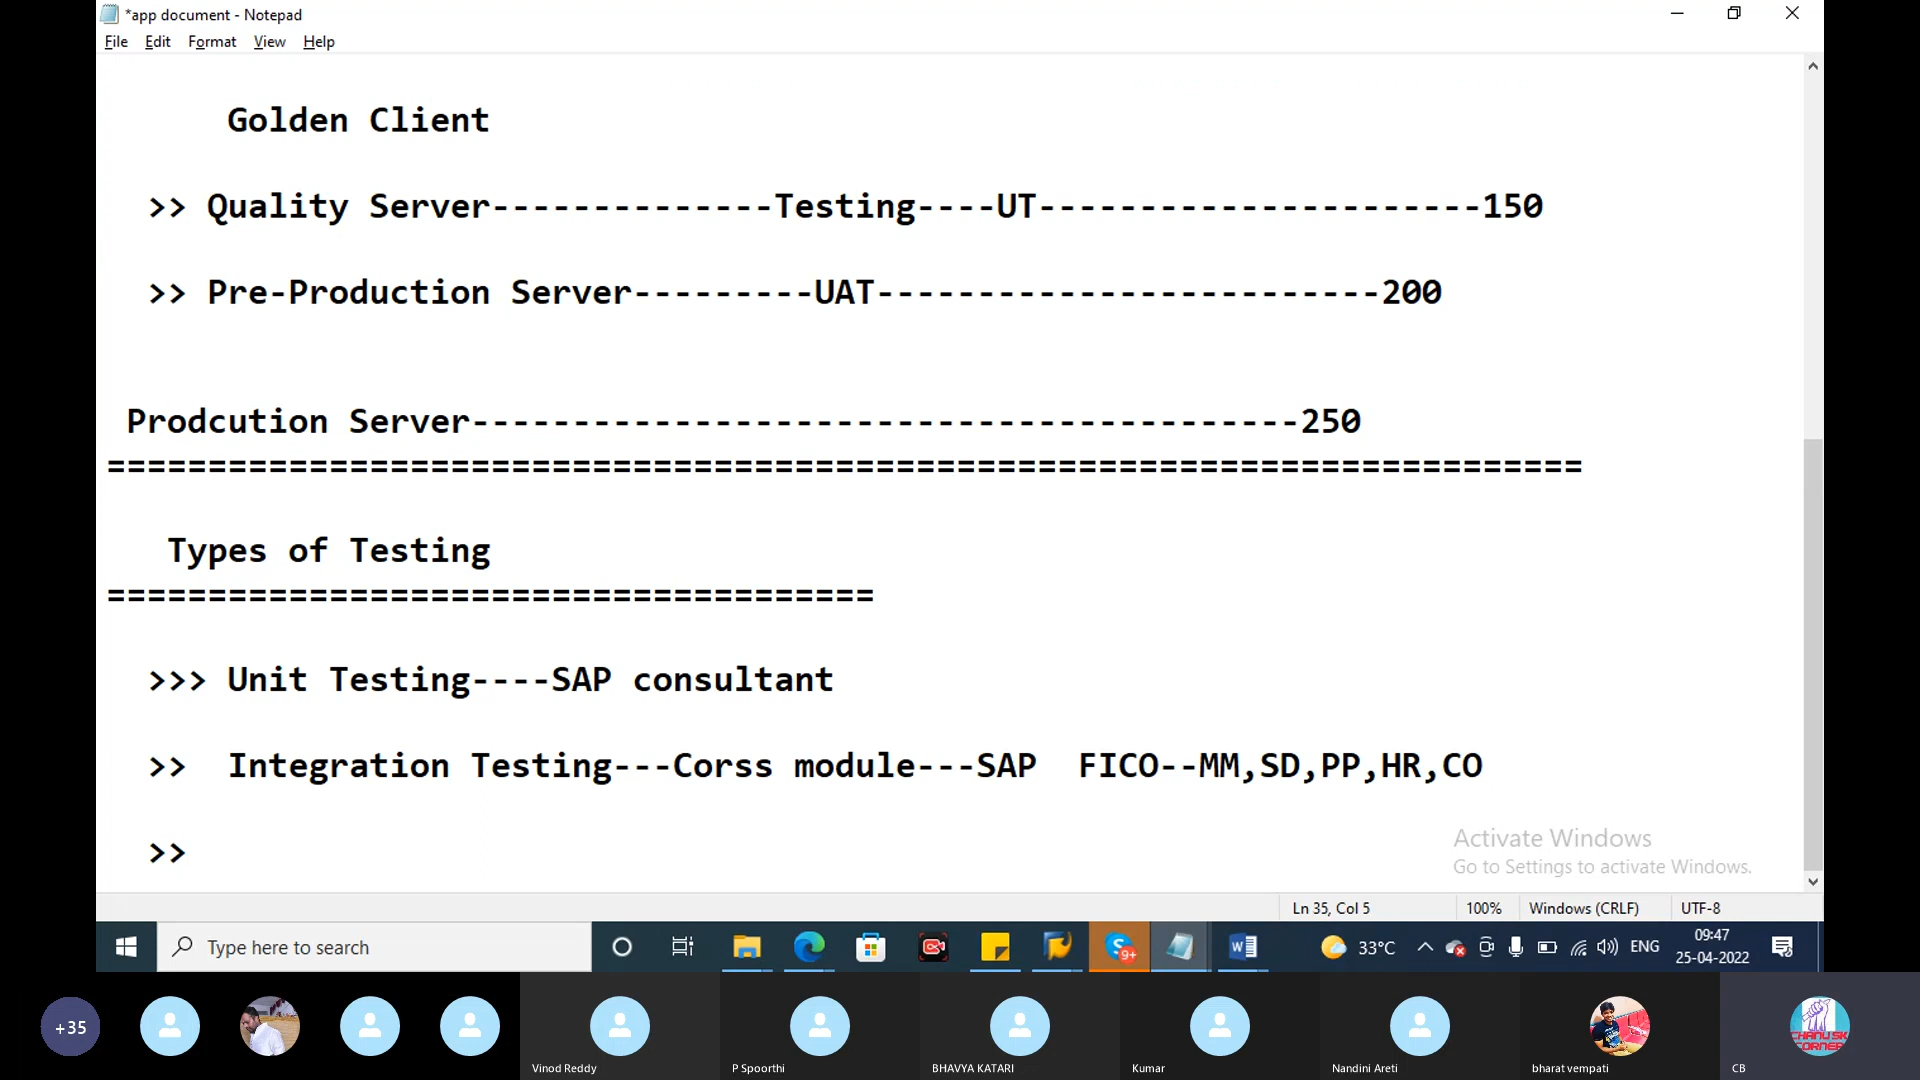 *app document - Notepad
File Edit Format View Help
Golden Client
>> Quality Server--------------Testing----UT----------------------150
>> Pre-Production Server---------UAT-------------------------200
Prodcution Server-----------------------------------------250
=========================================================================
Types of Testing
======================================
>>> Unit Testing----SAP consultant
>> Integration Testing---Corss module---SAP FICO--MM,SD,PP,HR,CO
>>
Activate Windows
Go to Settings to activate Windows.
Ln 35, Col 5 100% Windows (CRLF) UTF-8
Type here to search 9+ 33°C ENG 09:47
25-04-2022
+35
CHANU SK
CORNER
Vinod Reddy P Spoorthi BHAVYA KATARI Kumar Nandini Areti bharat vempati CB